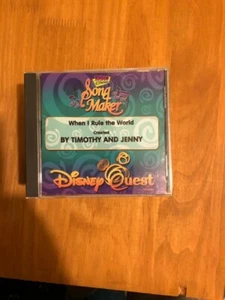 Song
Maker
When I Rule the World
Created
BY TIMOTHY AND JENNY
Disney Quest